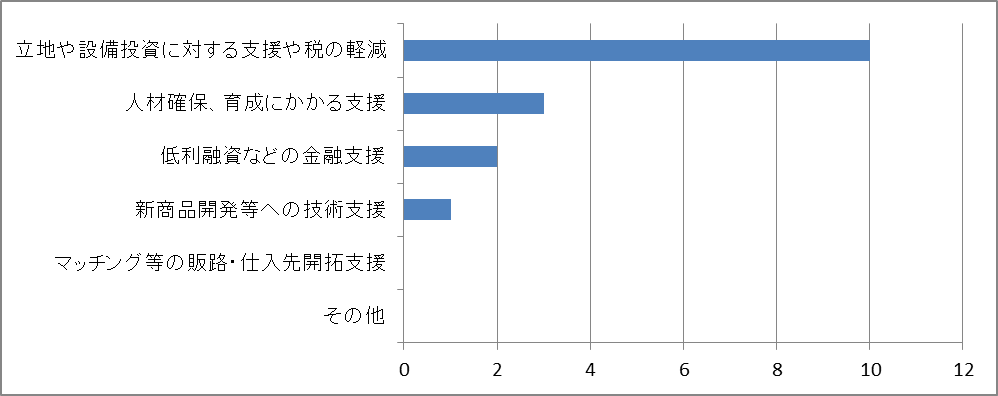 立地や設備投資に対する支援や税の軽減
人材確保、育成にかかる支援
低利融資などの金融支援
新商品開発等への技術支援
マッチング等の販路・仕入先開拓支援
その他
0 2 4 6 8 10 12